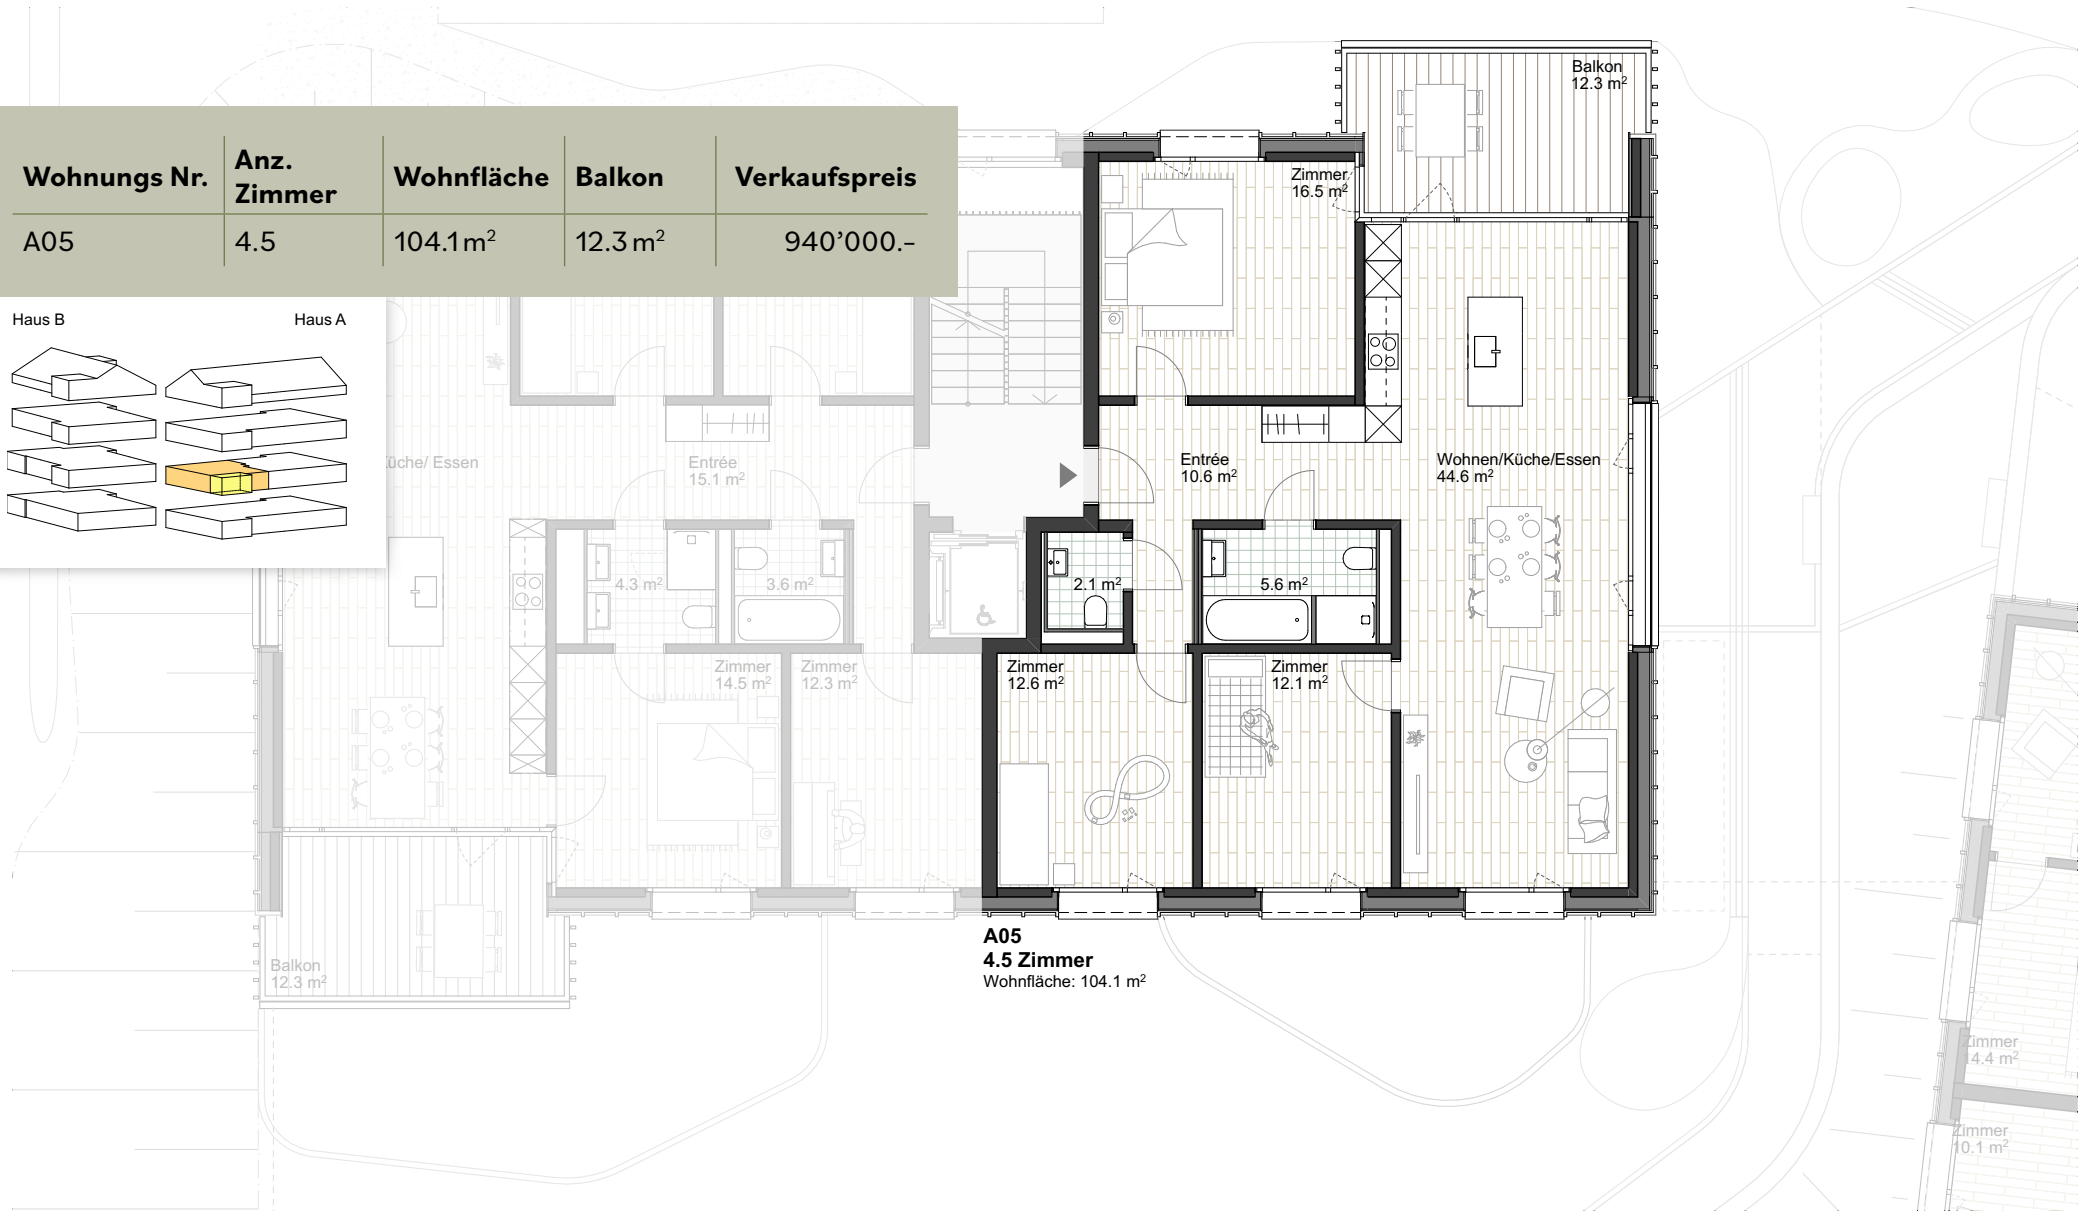 Wohnungs Nr.
Anz.
Zimmer
Wohnfläche
Balkon
Verkaufspreis
A05
4.5
104.1 m²
12.3 m²
940’000.–
Haus B
Haus A
Balkon
12.3 m²
Zimmer
16.5 m²
Entrée
10.6 m²
Wohnen/Küche/Essen
44.6 m²
2.1 m²
5.6 m²
Zimmer
12.6 m²
Zimmer
12.1 m²
A05
4.5 Zimmer
Wohnfläche: 104.1 m²
üche/ Essen
Entrée
15.1 m²
4.3 m²
3.6 m²
Zimmer
14.5 m²
Zimmer
12.3 m²
Balkon
12.3 m²
Zimmer
14.4 m²
Zimmer
10.1 m²